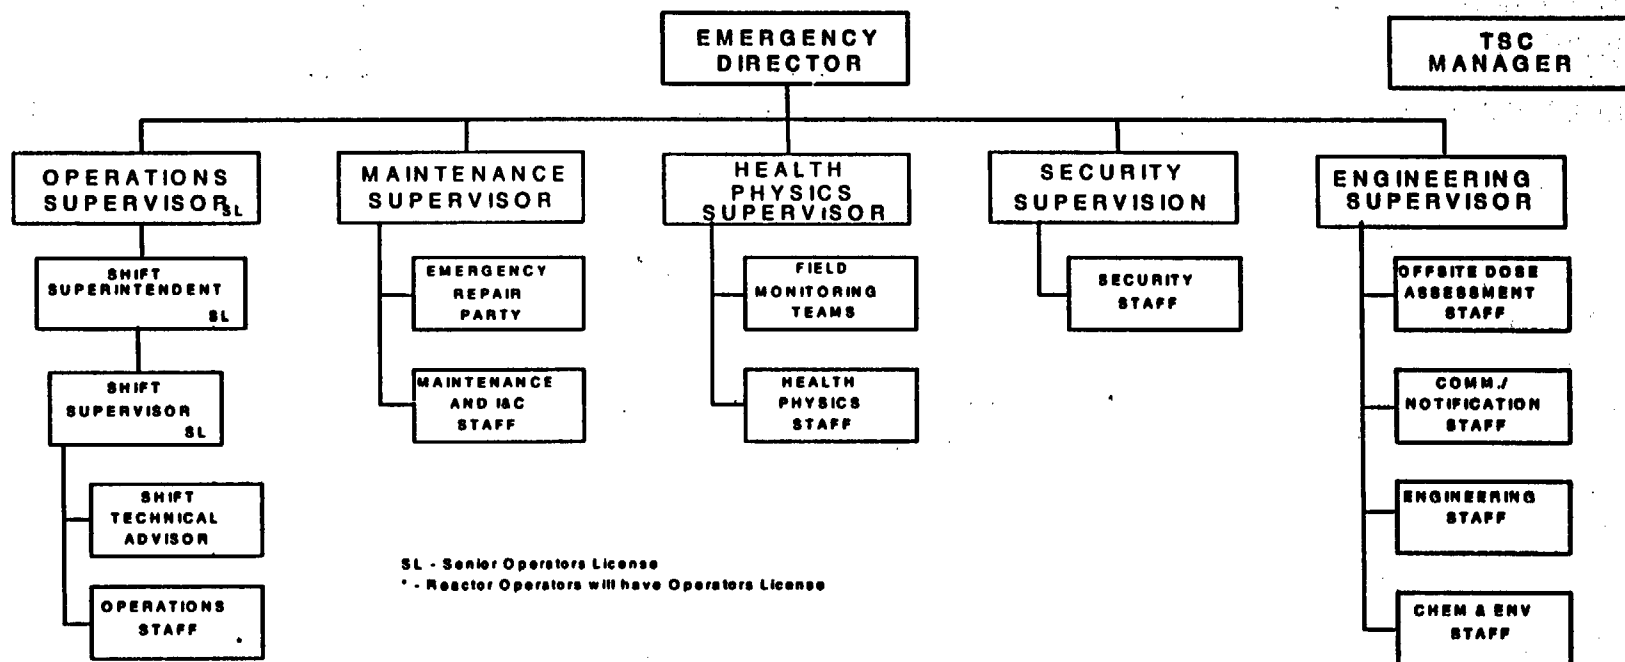 EMERGENCY
DIRECTOR
TSC
MANAGER
OPERATIONS
SUPERVISOR
SL
MAINTENANCE
SUPERVISOR
HEALTH
PHYSICS
SUPERVISOR
SECURITY
SUPERVISION
ENGINEERING
SUPERVISOR
SHIFT
SUPERINTENDENT
SL
EMERGENCY
REPAIR
PARTY
FIELD
MONITORING
TEAMS
SECURITY
STAFF
OFFSITE DOSE
ASSESSMENT
STAFF
SHIFT
SUPERVISOR
SL
MAINTENANCE
AND I&C
STAFF
HEALTH
PHYSICS
STAFF
COMM./
NOTIFICATION
STAFF
SHIFT
TECHNICAL
ADVISOR
ENGINEERING
STAFF
SL - Senior Operators License
* - Reactor Operators will have Operators License
OPERATIONS
STAFF
*
CHEM & ENV
STAFF